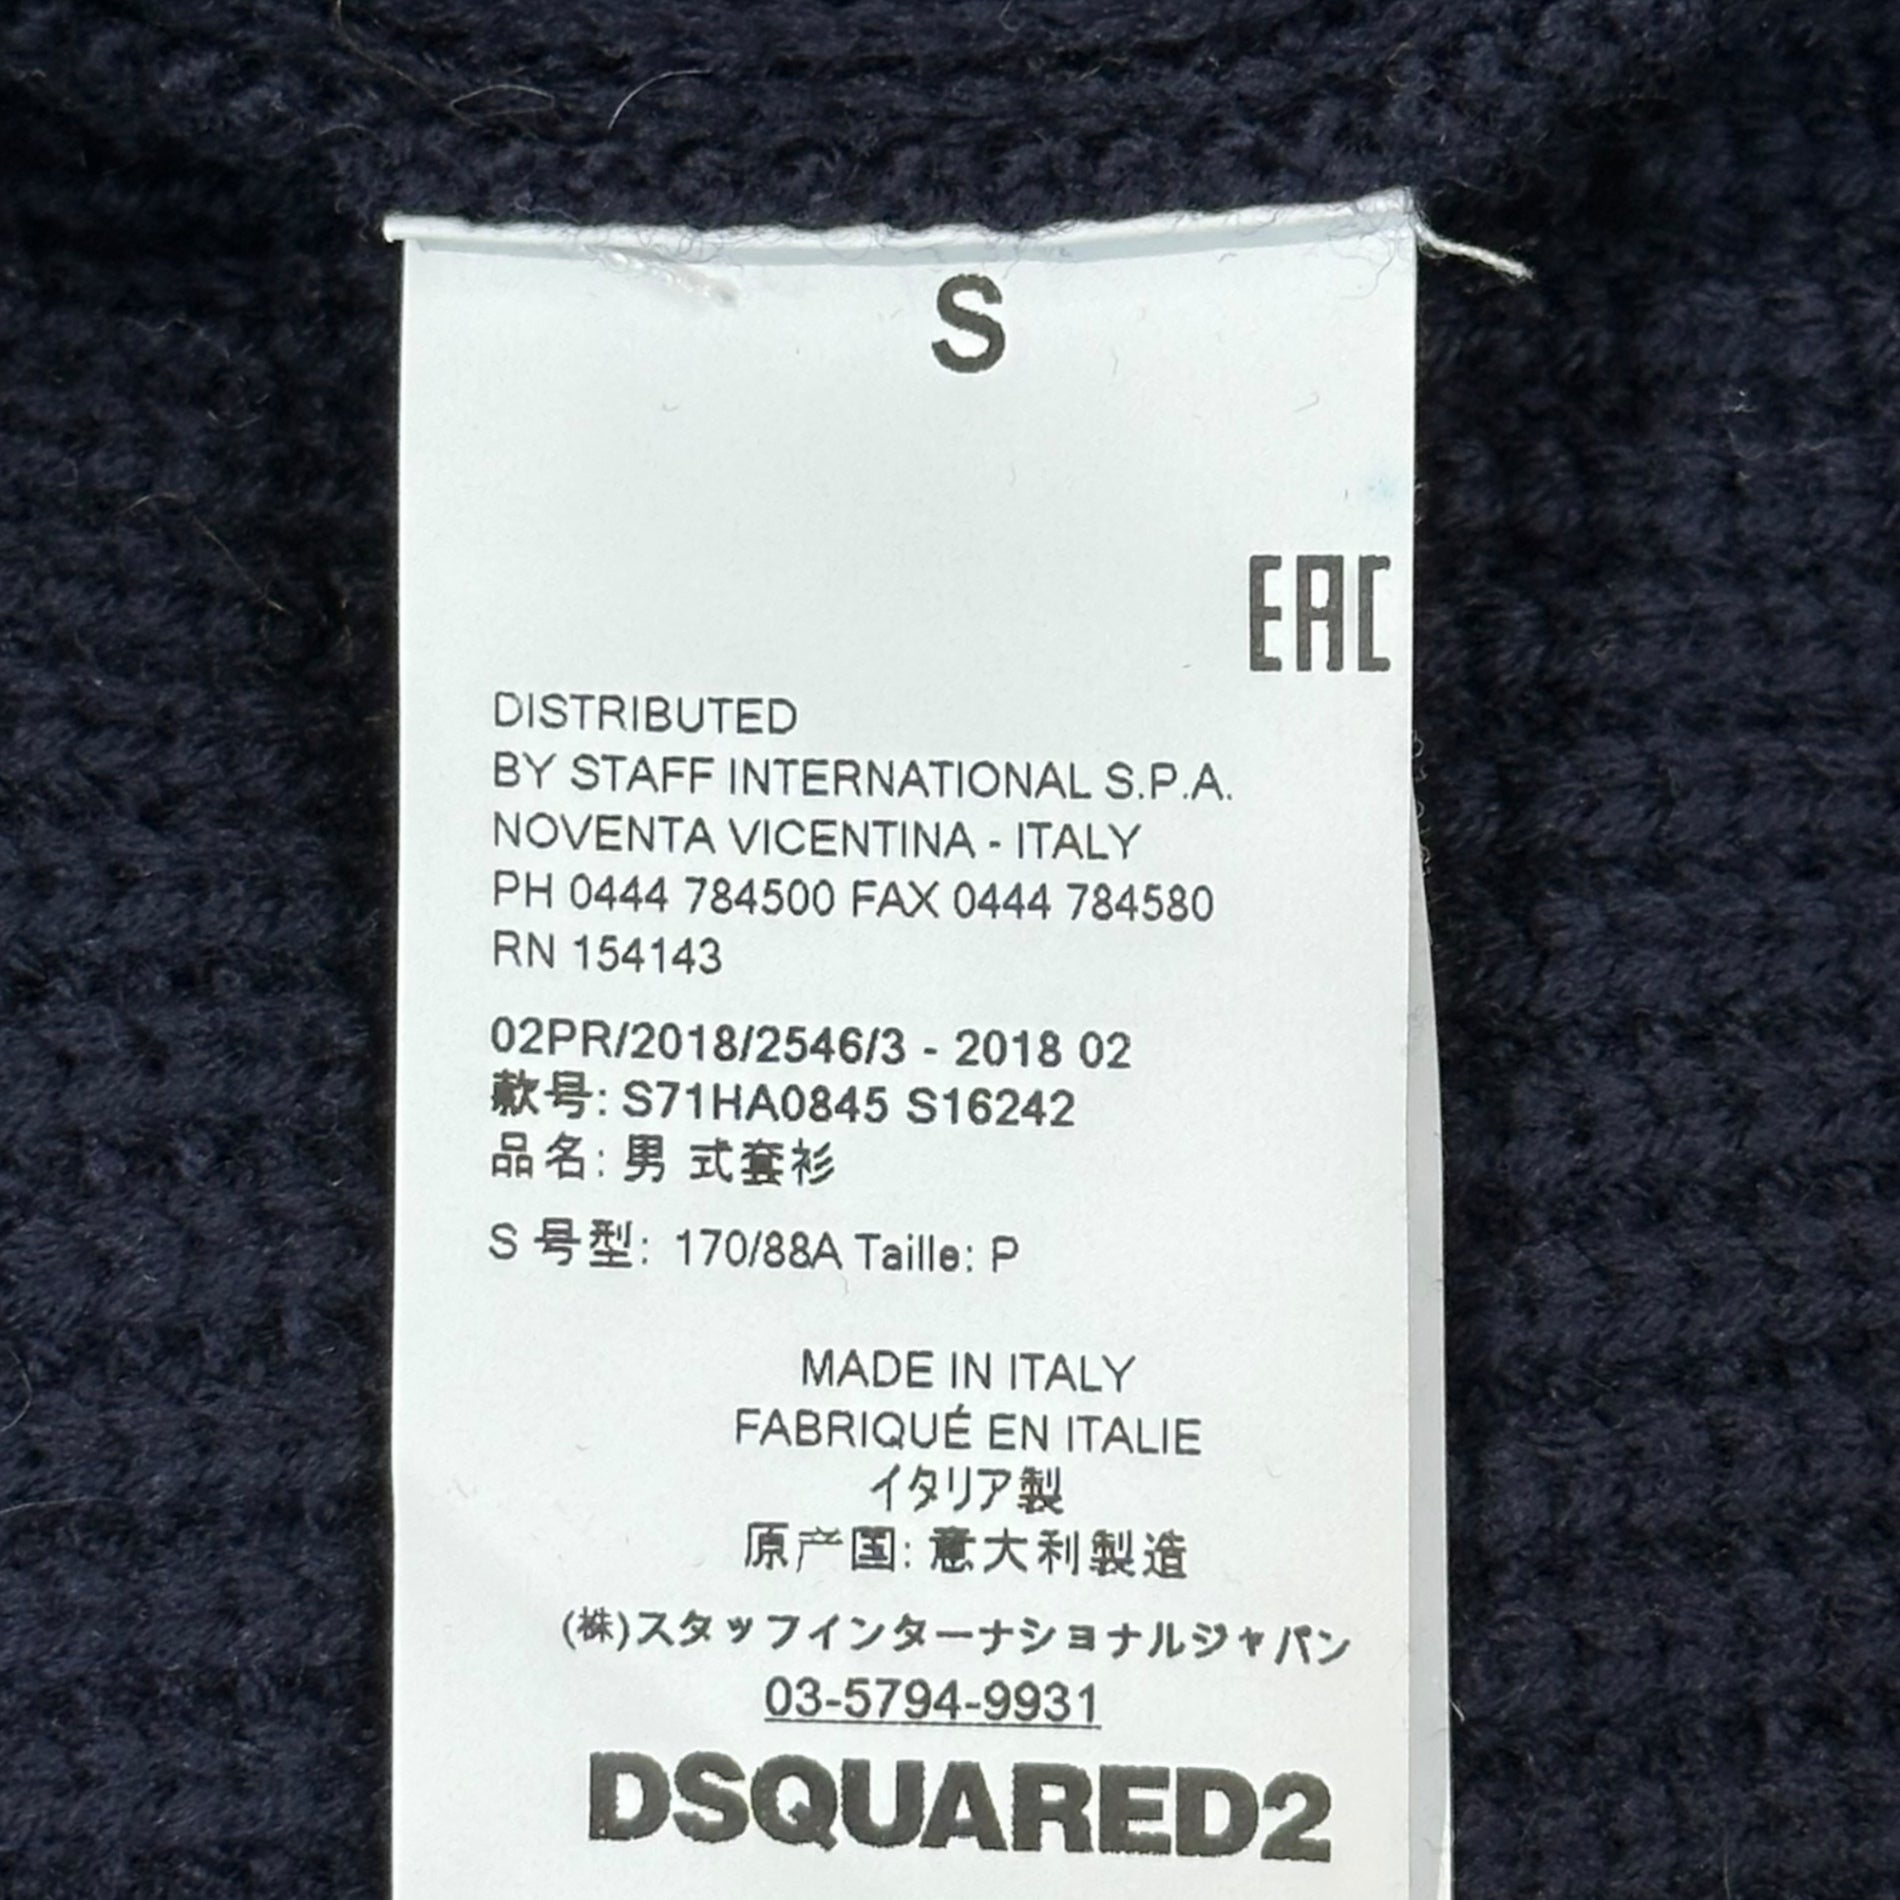 S
EAC
DISTRIBUTED
BY STAFF INTERNATIONAL S.P.A.
NOVENTA VICENTINA - ITALY
PH 0444 784500 FAX 0444 784580
RN 154143
02PR/2018/2546/3 - 2018 02
款号: S71HA0845 S16242
品名: 男 式套衫
S 号型: 170/88A Taille: P
MADE IN ITALY
FABRIQUÉ EN ITALIE
イタリア製
原产国: 意大利製造
(株)スタッフインターナショナルジャパン
03-5794-9931
DSQUARED2